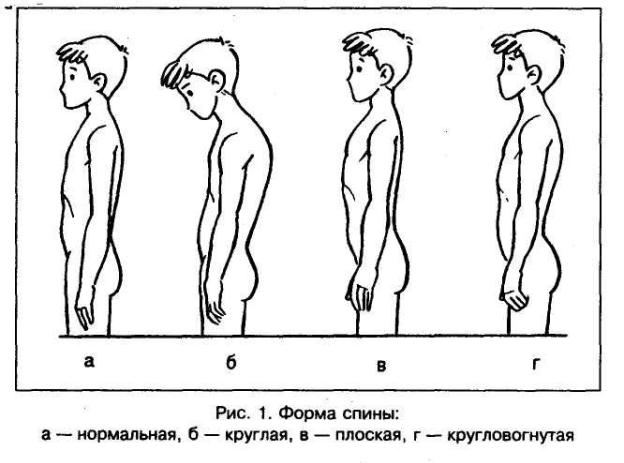 а
б
в
г
Рис. 1. Форма спины:
а — нормальная, б — круглая, в — плоская, г — кругловогнутая